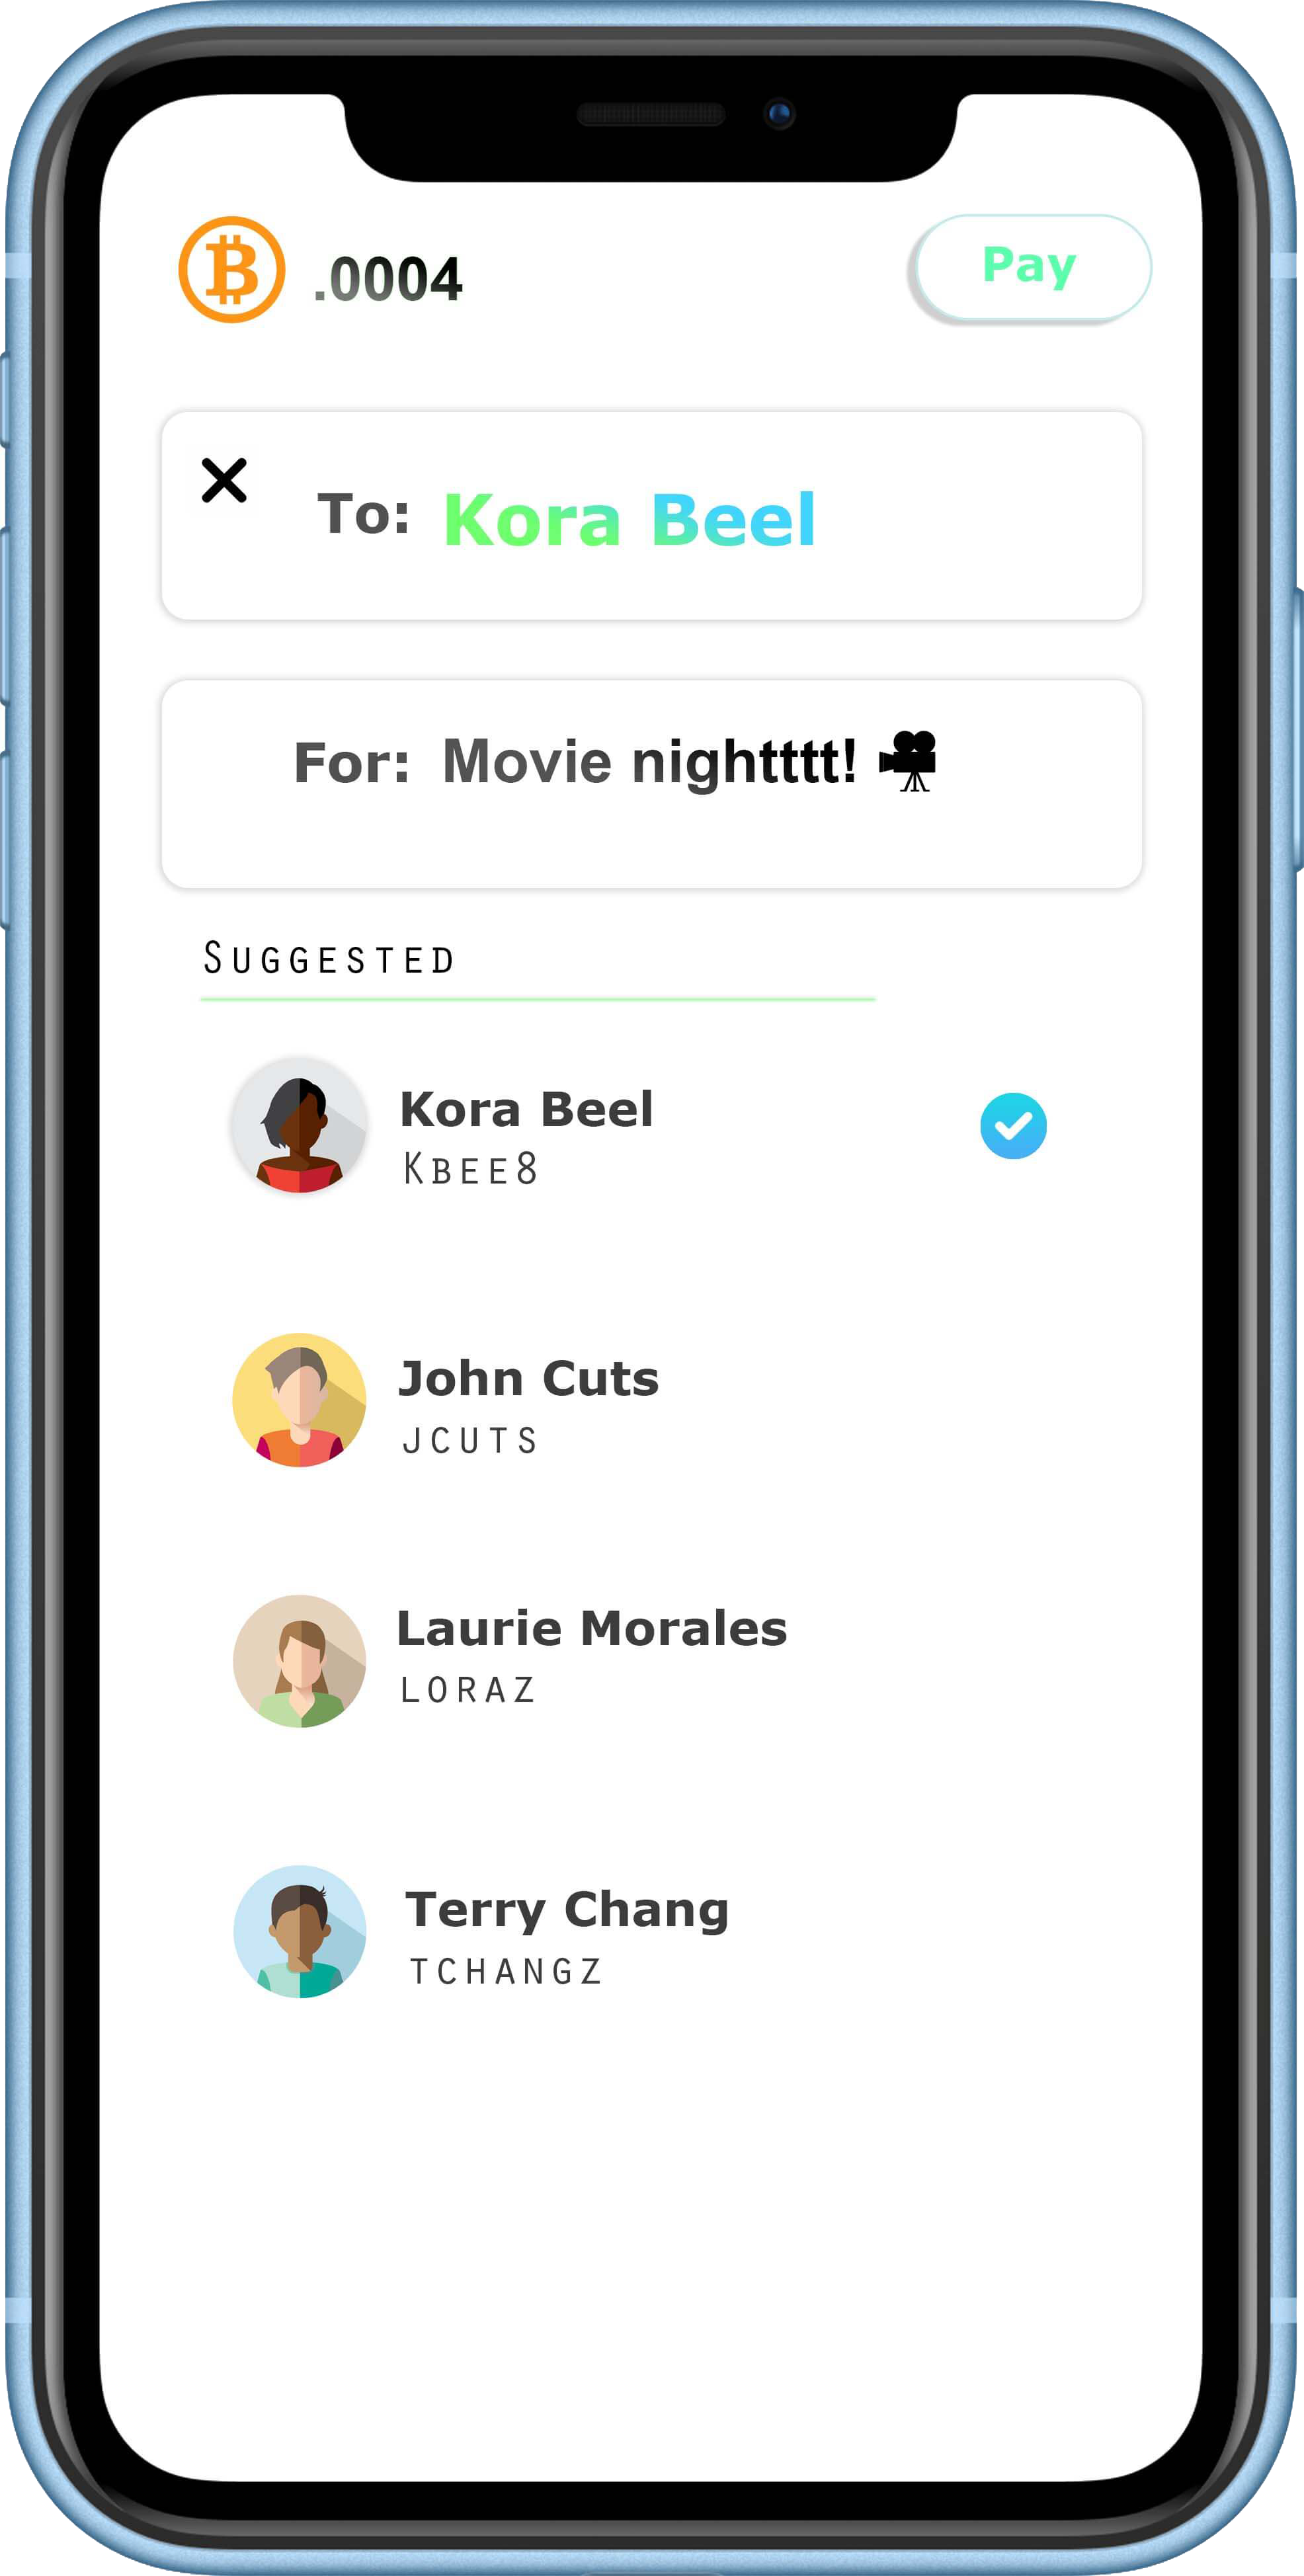 .0004
Pay
To: Kora Beel
For: Movie nightttt!
Suggested
Kora Beel
Kbee8
John Cuts
JCUTS
Laurie Morales
LORAZ
Terry Chang
TCHANGZ